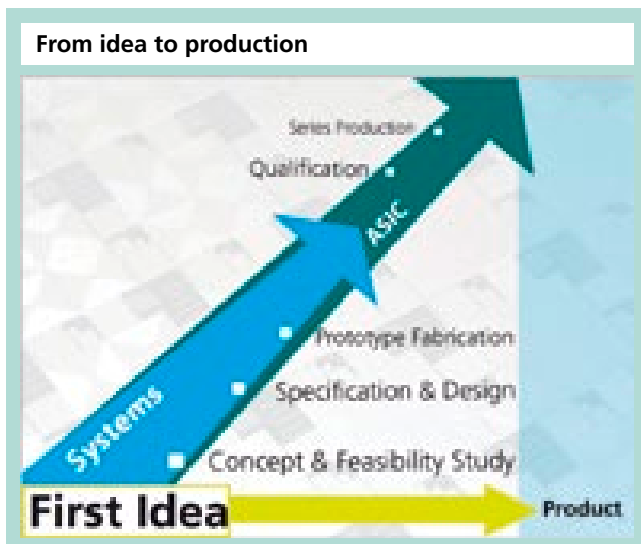 From idea to production
Series Production
Qualification
ASIC
Prototype Fabrication
Specification & Design
Systems
Concept & Feasibility Study
First Idea
Product